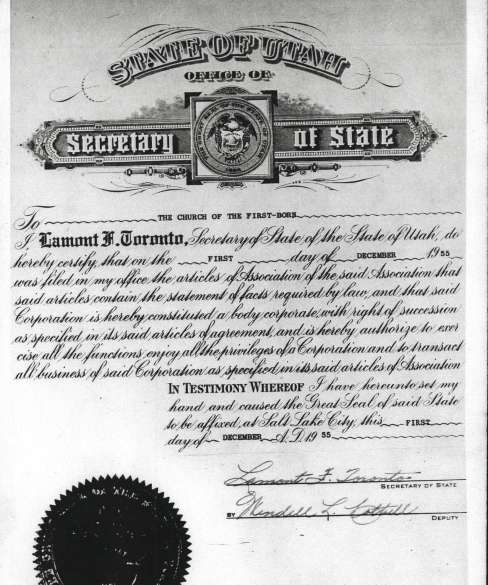 STATE OF UTAH
OFFICE OF
Secretary of State
To THE CHURCH OF THE FIRST-BORN
I Lamont F. Toronto, Secretary of State of the State of Utah, do
hereby certify, that on the FIRST day of DECEMBER 1955
was filed in my office the articles of Association of the said Association that
said articles contain the statement of facts required by law, and that said
Corporation is hereby constituted a body corporate, with right of succession
as specified in its said articles of agreement, and is hereby authorize to exer
cise all the functions, enjoy all the privileges of a Corporation and to transact
all business of said Corporation as specified in its said articles of Association
IN TESTIMONY WHEREOF I have hereunto set my
hand and caused the Great Seal of said State
to be affixed, at Salt Lake City, this FIRST
day of DECEMBER A.D. 19 55
Lamont F. Toronto
SECRETARY OF STATE
BY
DEPUTY